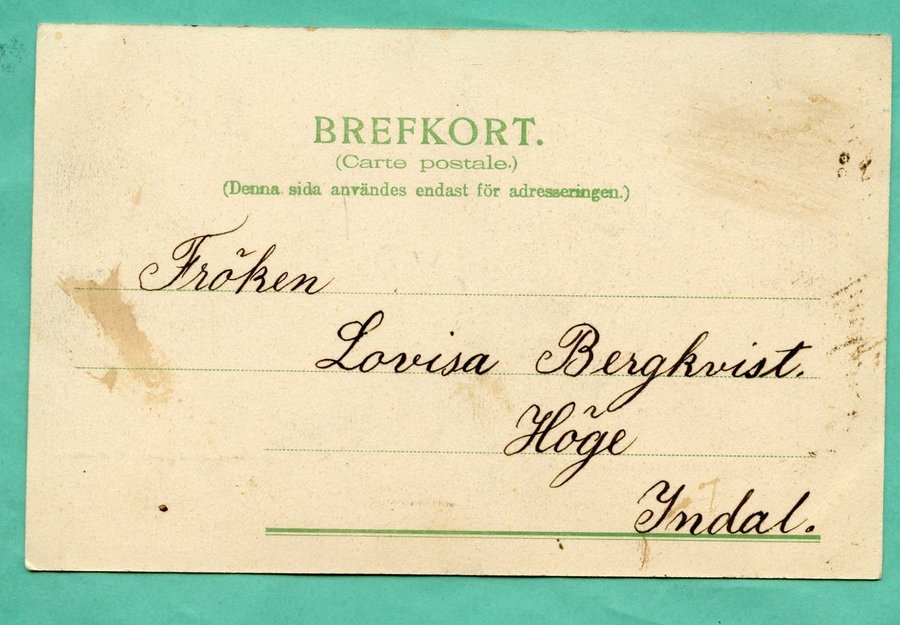 BREFKORT.
(Carte postale.)
(Denna sida användes endast för adresseringen.)
Fröken
Lovisa Bergkvist.
Höge
Indal.